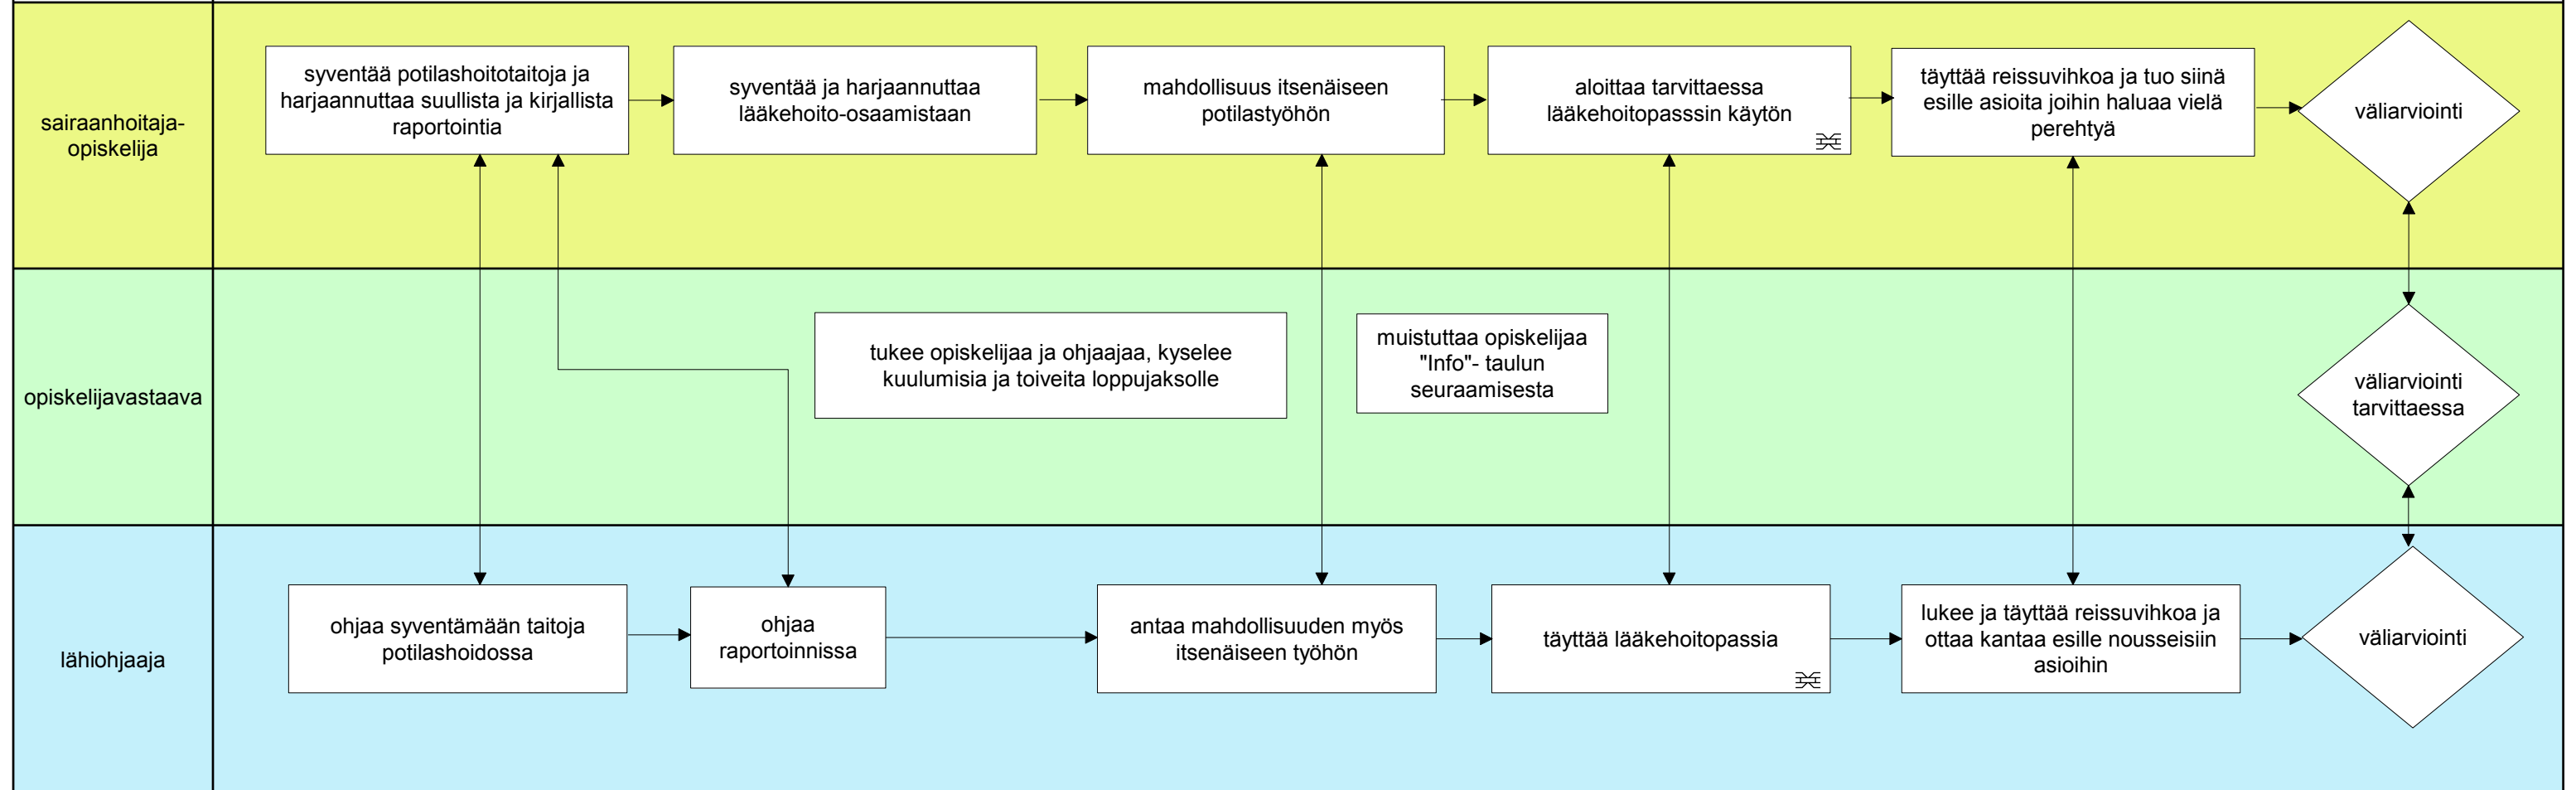 sairaanhoitaja-
opiskelija
syventää potilashoitotaitoja ja
harjaannuttaa suullista ja kirjallista
raportointia
syventää ja harjaannuttaa
lääkehoito-osaamistaan
mahdollisuus itsenäiseen
potilastyöhön
aloittaa tarvittaessa
lääkehoitopasssin käytön
täyttää reissuvihkoa ja tuo siinä
esille asioita joihin haluaa vielä
perehtyä
väliarviointi
opiskelijavastaava
tukee opiskelijaa ja ohjaajaa, kyselee
kuulumisia ja toiveita loppujaksolle
muistuttaa opiskelijaa
"Info"- taulun
seuraamisesta
väliarviointi
tarvittaessa
lähiohjaaja
ohjaa syventämään taitoja
potilashoidossa
ohjaa
raportoinnissa
antaa mahdollisuuden myös
itsenäiseen työhön
täyttää lääkehoitopassia
lukee ja täyttää reissuvihkoa ja
ottaa kantaa esille nousseisiin
asioihin
väliarviointi